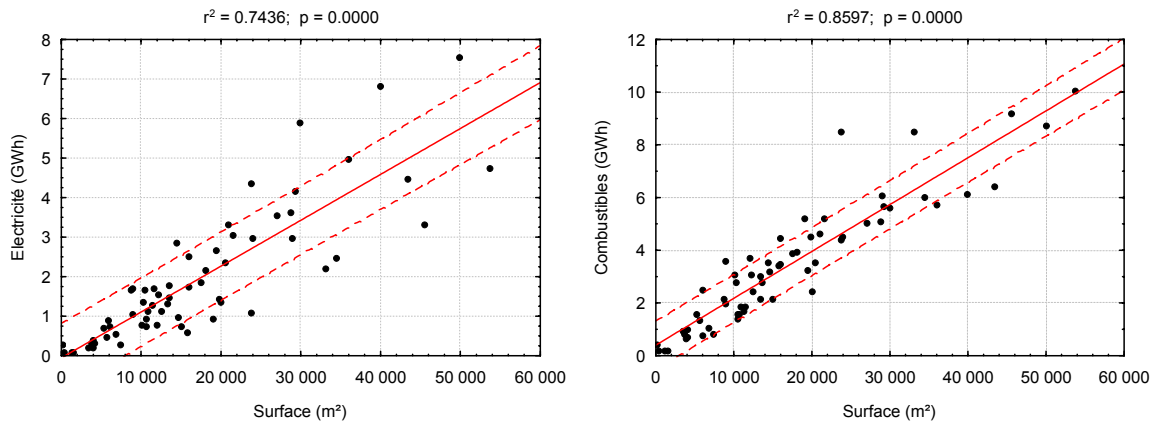 r² = 0.7436; p = 0.0000
8
7
6
5
4
3
2
1
0
Electricité (GWh)
0 10 000 20 000 30 000 40 000 50 000 60 000
Surface (m²)
r² = 0.8597; p = 0.0000
12
10
8
6
4
2
0
Combustibles (GWh)
0 10 000 20 000 30 000 40 000 50 000 60 000
Surface (m²)